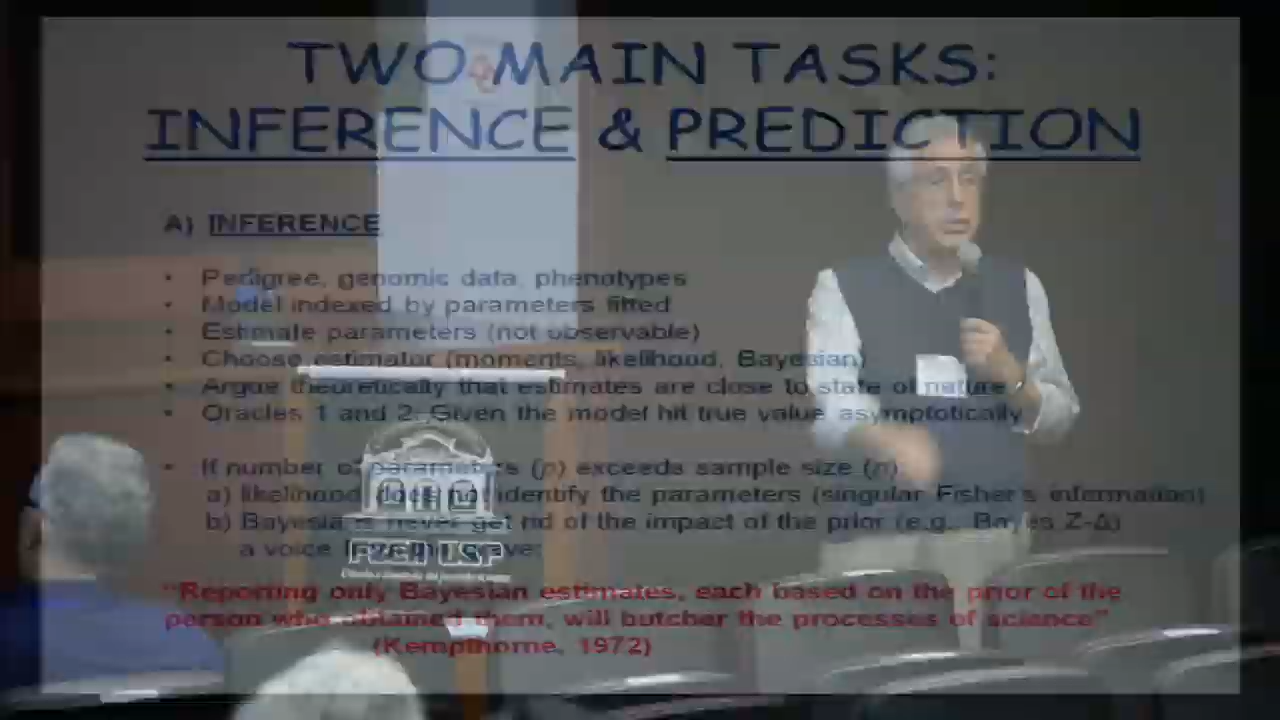 TWO MAIN TASKS:
INFERENCE & PREDICTION
A) INFERENCE
• Pedigree, genomic data, phenotypes
• Model indexed by parameters fitted
• Estimate parameters (not observable)
• Choose estimator (moments, likelihood, Bayesian)
• Argue theoretically that estimates are close to state of nature
• Oracles 1 and 2: Given the model hit true value asymptotically
• If number of parameters (p) exceeds sample size (n)
a) likelihood does not identify the parameters (singular Fisher's information)
b) Bayesian never get rid of the impact of the prior (e.g., Bayes Z-Δ)
a voice from the grave:
"Reporting only Bayesian estimates, each based on the prior of the
person who obtained them, will butcher the processes of science"
(Kempthorne, 1972)